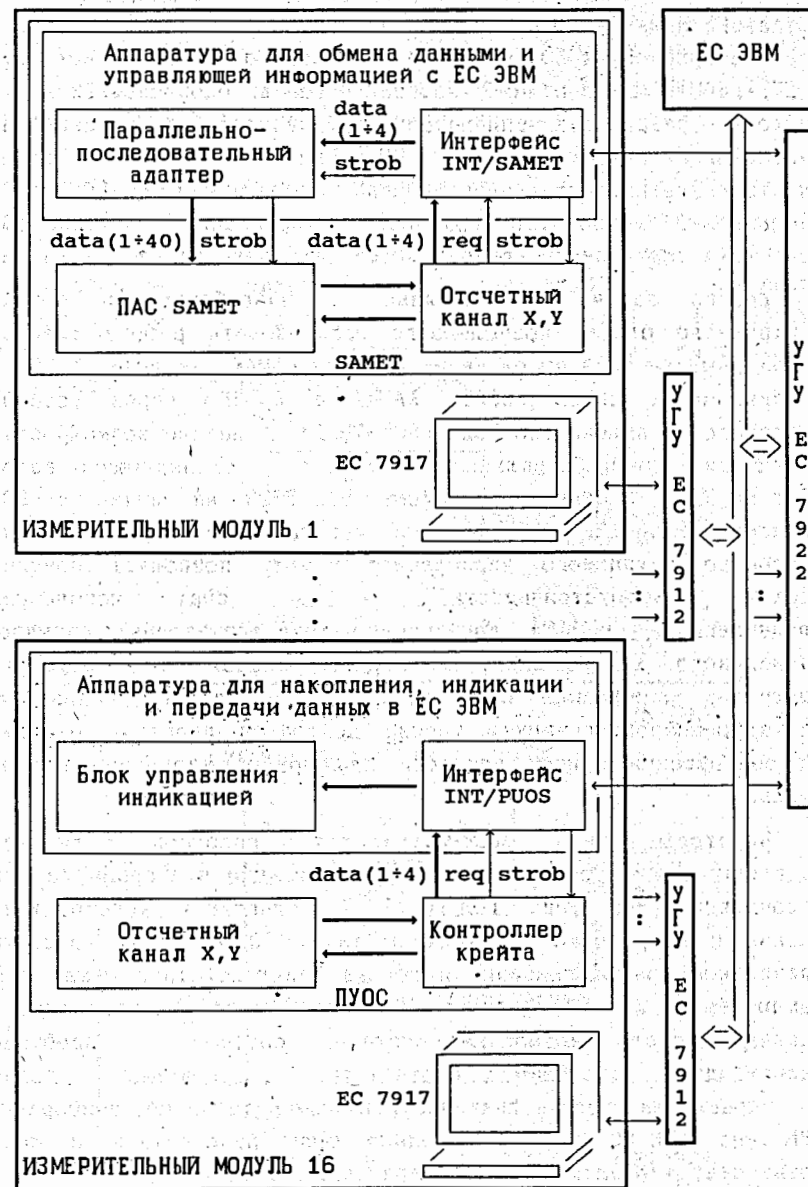 Аппаратура для обмена данными и
управляющей информацией с ЕС ЭВМ
ЕС ЭВМ
Параллельно-
последовательный
адаптер
data
(1÷4)
strob
Интерфейс
INT/SAMET
data(1÷40) strob
data(1÷4) req strob
ПАС SAMET
Отсчетный
канал X,Y
SAMET
ЕС 7917
ИЗМЕРИТЕЛЬНЫЙ МОДУЛЬ 1
УГУ ЕС 7912
УГУ ЕС 7922
Аппаратура для накопления, индикации
и передачи данных в ЕС ЭВМ
Блок управления
индикацией
Интерфейс
INT/PUOS
data(1÷4) req strob
Отсчетный
канал X,Y
Контроллер
крейта
ПУОС
ЕС 7917
ИЗМЕРИТЕЛЬНЫЙ МОДУЛЬ 16
УГУ ЕС 7912